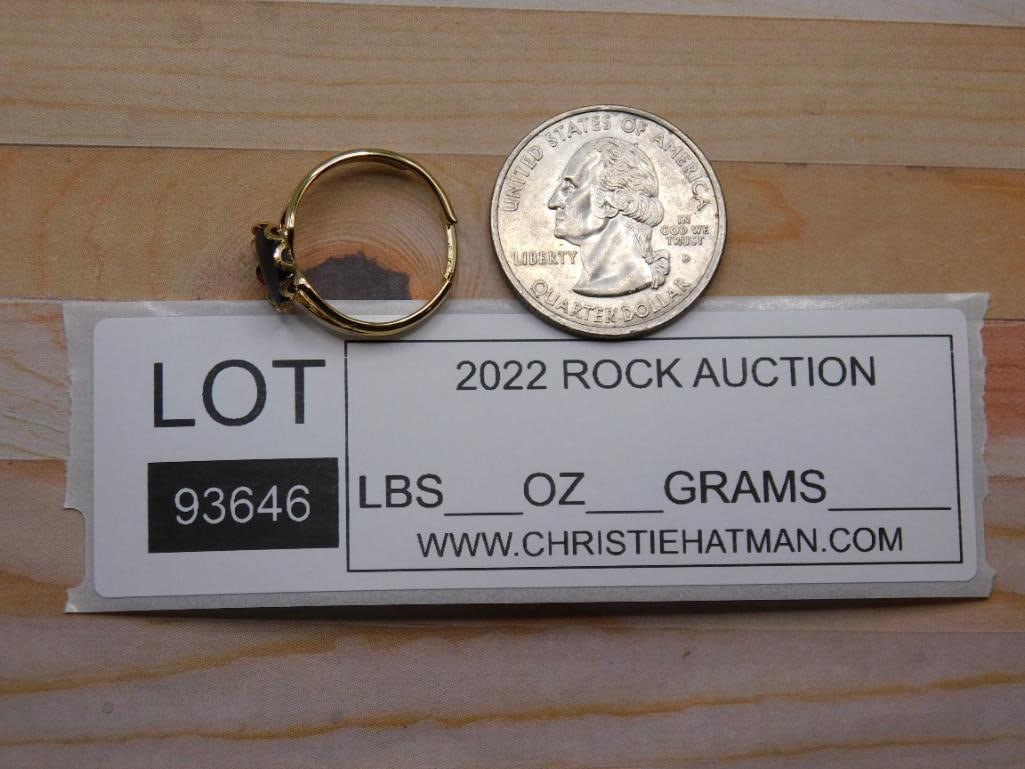 UNITED STATES OF AMERICA
LIBERTY
IN
GOD WE
TRUST
D
QUARTER DOLLAR
LOT
93646
2022 ROCK AUCTION
LBS___OZ___GRAMS_____
WWW.CHRISTIEHATMAN.COM